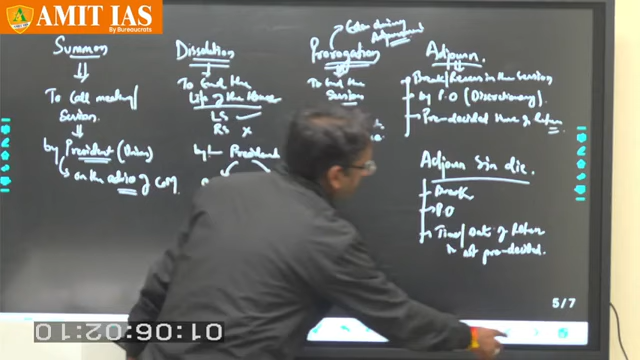 AMIT IAS
By Bureaucrats
Summon
To Call meeting/
Session.
by President (Union)
on the advice of COM.
Dissolution
To End the
Life of the House
LS ✓
RS ×
by President
Prorogation
To End the
Session
Adjourn.
Break/Recess in the Session
by P.O (Discretionary).
Pre-decided time of Return
Adjourn Sin die.
Break
P.O
Time/Date of Return
is not pre-decided.
5/7
01:06:02:10